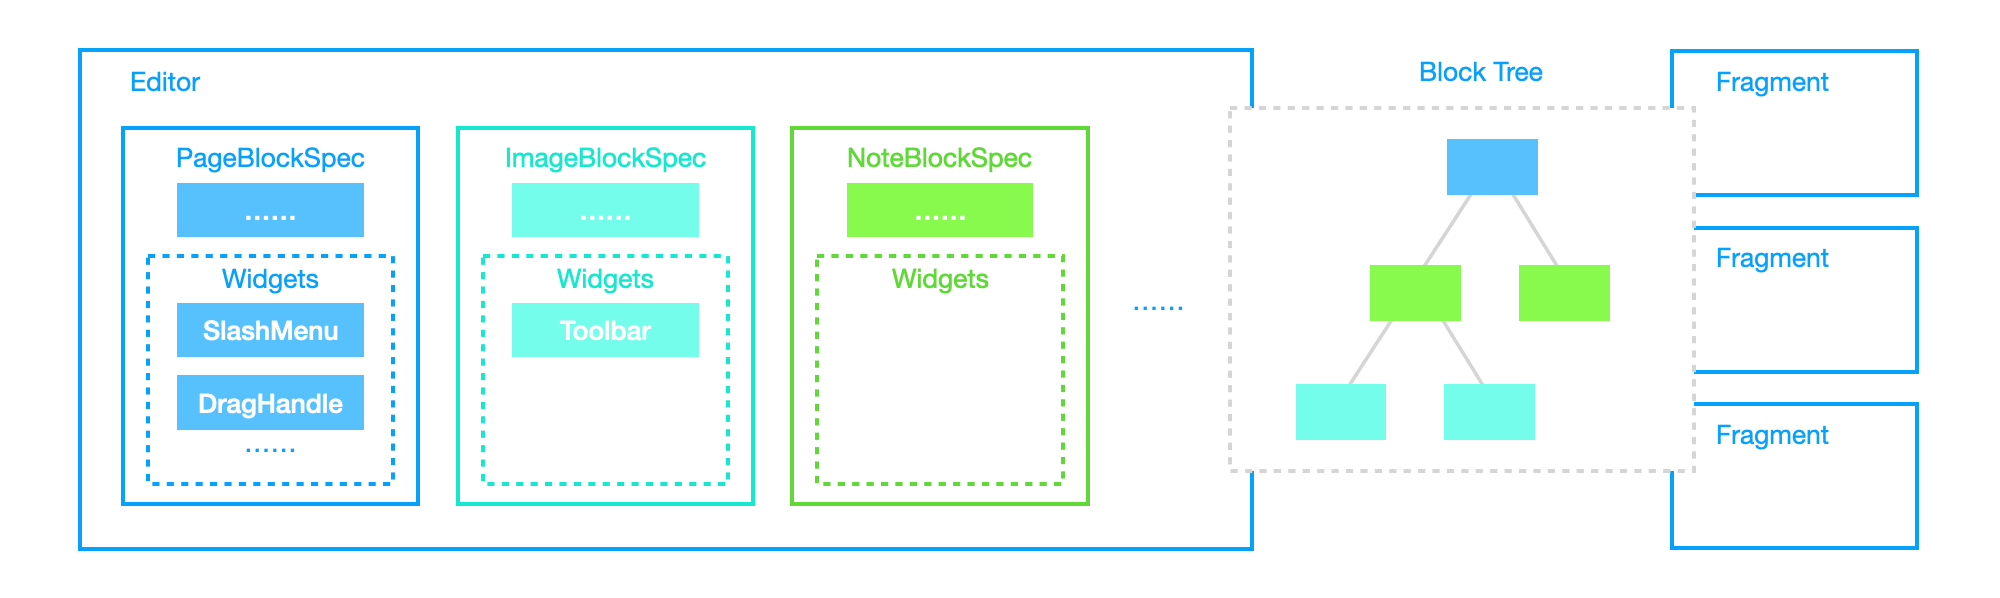 Editor
PageBlockSpec
......
Widgets
SlashMenu
DragHandle
......
ImageBlockSpec
......
Widgets
Toolbar
NoteBlockSpec
......
Widgets
......
Block Tree
Fragment
Fragment
Fragment